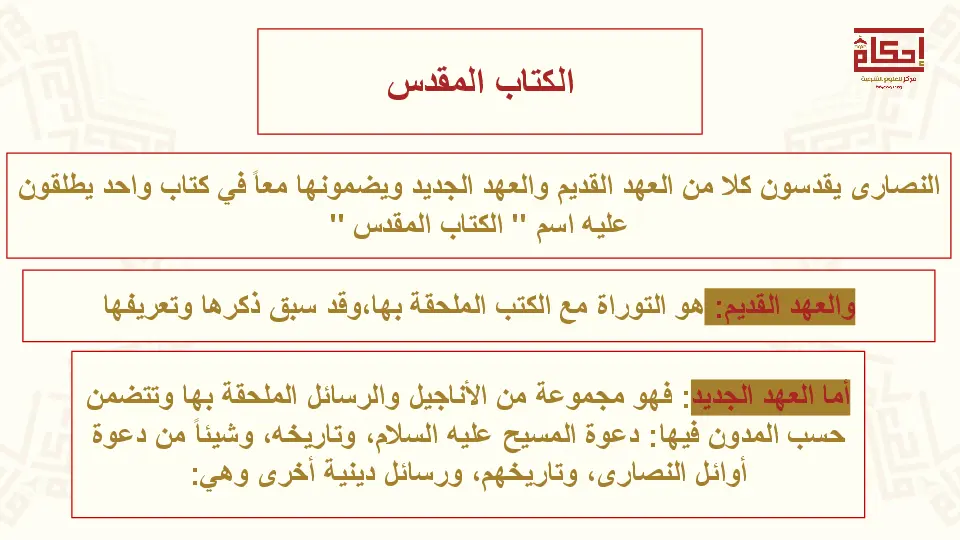 إحكام
مركز للعلوم الشرعية
الكتاب المقدس
النصارى يقدسون كلا من العهد القديم والعهد الجديد ويضمونها معاً في كتاب واحد يطلقون
عليه اسم " الكتاب المقدس "
والعهد القديم: هو التوراة مع الكتب الملحقة بها،وقد سبق ذكرها وتعريفها
أما العهد الجديد: فهو مجموعة من الأناجيل والرسائل الملحقة بها وتتضمن
حسب المدون فيها: دعوة المسيح عليه السلام، وتاريخه، وشيئاً من دعوة
أوائل النصارى، وتاريخهم، ورسائل دينية أخرى وهي: